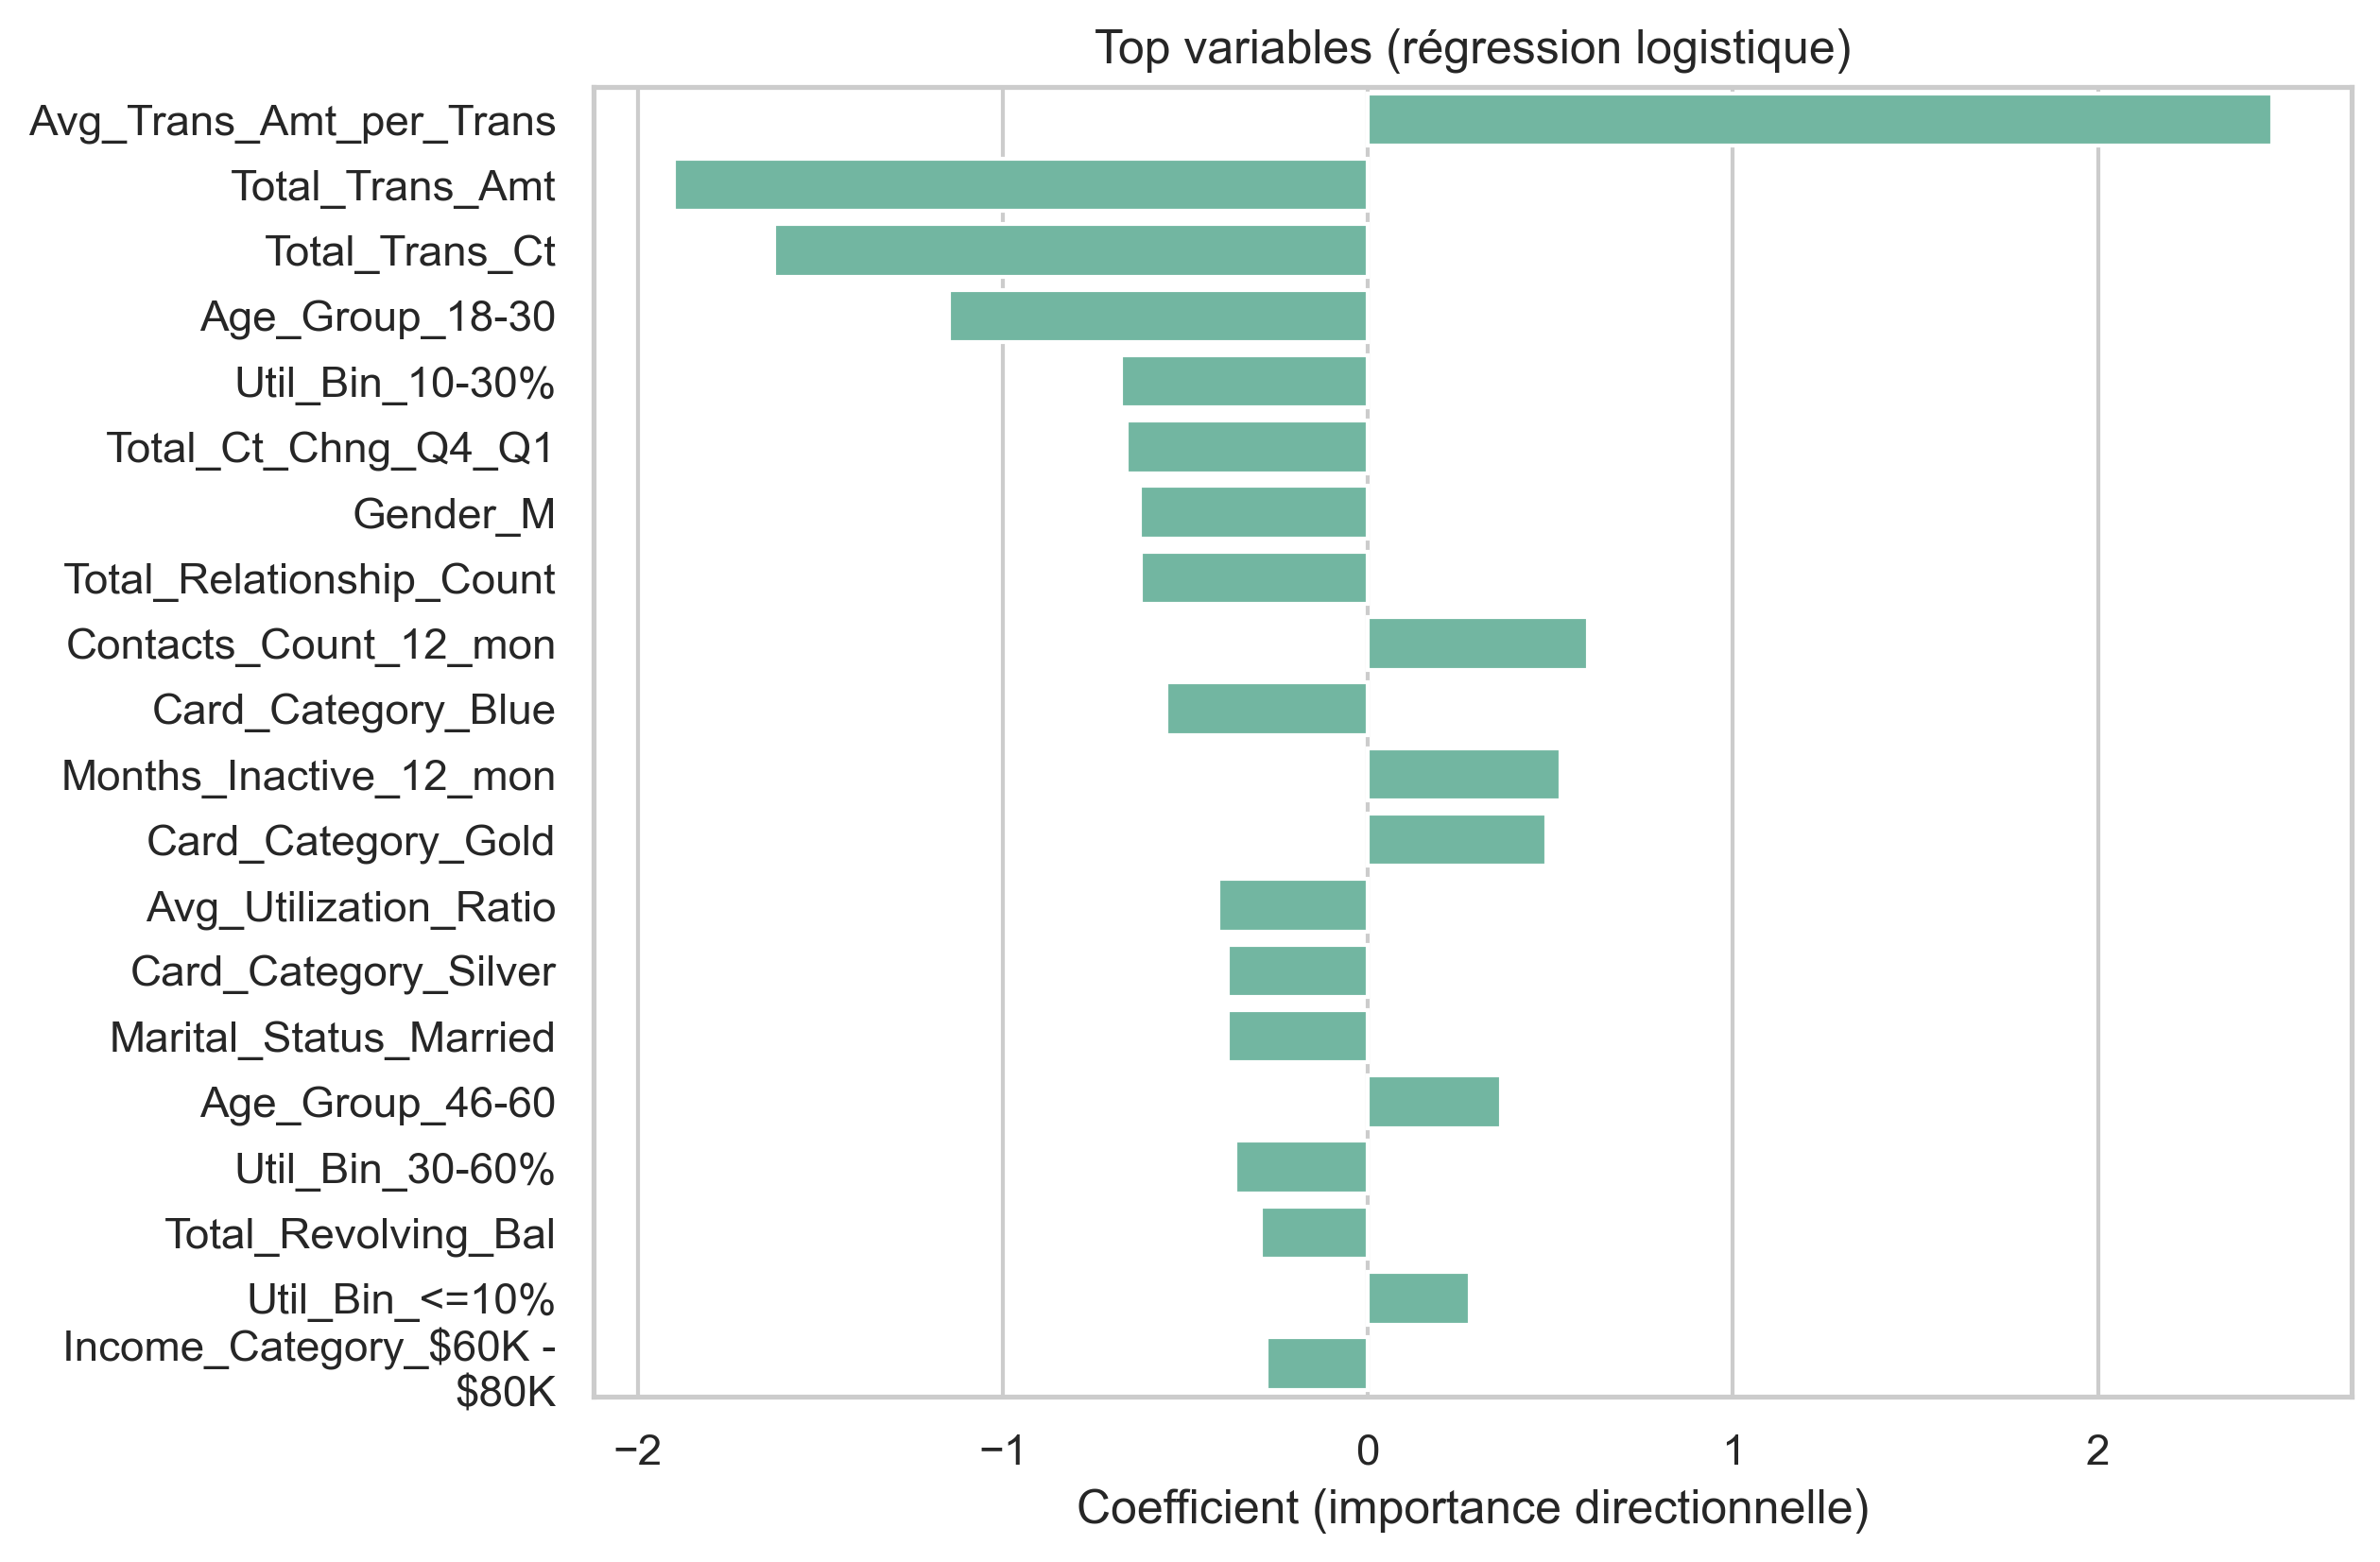 Top variables (régression logistique)
Avg_Trans_Amt_per_Trans
Total_Trans_Amt
Total_Trans_Ct
Age_Group_18-30
Util_Bin_10-30%
Total_Ct_Chng_Q4_Q1
Gender_M
Total_Relationship_Count
Contacts_Count_12_mon
Card_Category_Blue
Months_Inactive_12_mon
Card_Category_Gold
Avg_Utilization_Ratio
Card_Category_Silver
Marital_Status_Married
Age_Group_46-60
Util_Bin_30-60%
Total_Revolving_Bal
Util_Bin_<=10%
Income_Category_$60K -
$80K
−2 −1 0 1 2
Coefficient (importance directionnelle)